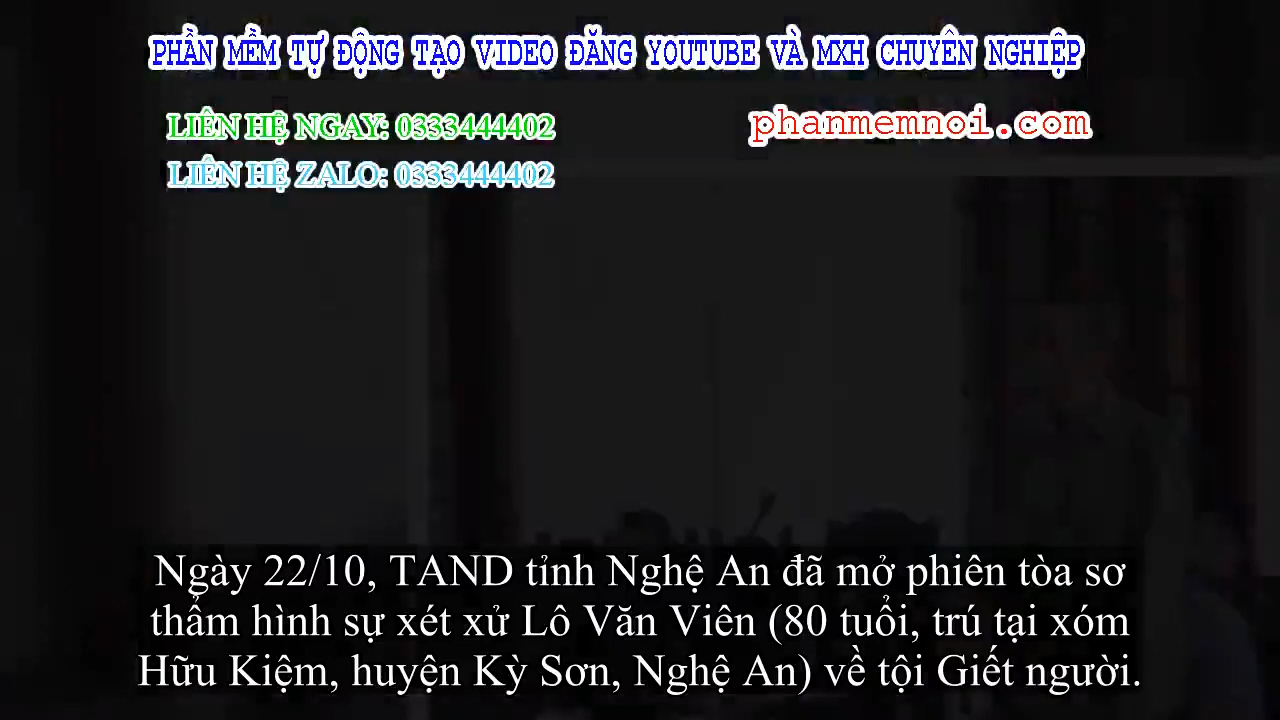 PHẦN MỀM TỰ ĐỘNG TẠO VIDEO ĐĂNG YOUTUBE VÀ MXH CHUYÊN NGHIỆP
LIÊN HỆ NGAY: 0333444402
phanmemnoi.com
LIÊN HỆ ZALO: 0333444402
Ngày 22/10, TAND tỉnh Nghệ An đã mở phiên tòa sơ
thẩm hình sự xét xử Lô Văn Viên (80 tuổi, trú tại xóm
Hữu Kiệm, huyện Kỳ Sơn, Nghệ An) về tội Giết người.